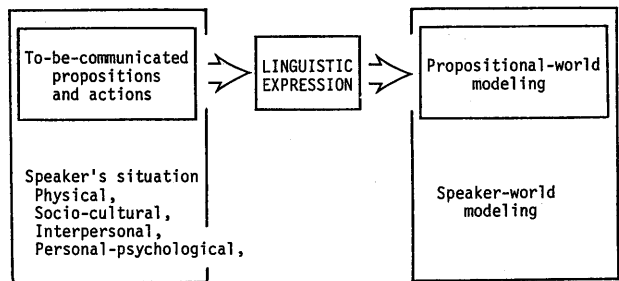 To-be-communicated
propositions
and actions
LINGUISTIC
EXPRESSION
Propositional-world
modeling
Speaker's situation
Physical,
Socio-cultural,
Interpersonal,
Personal-psychological,
Speaker-world
modeling